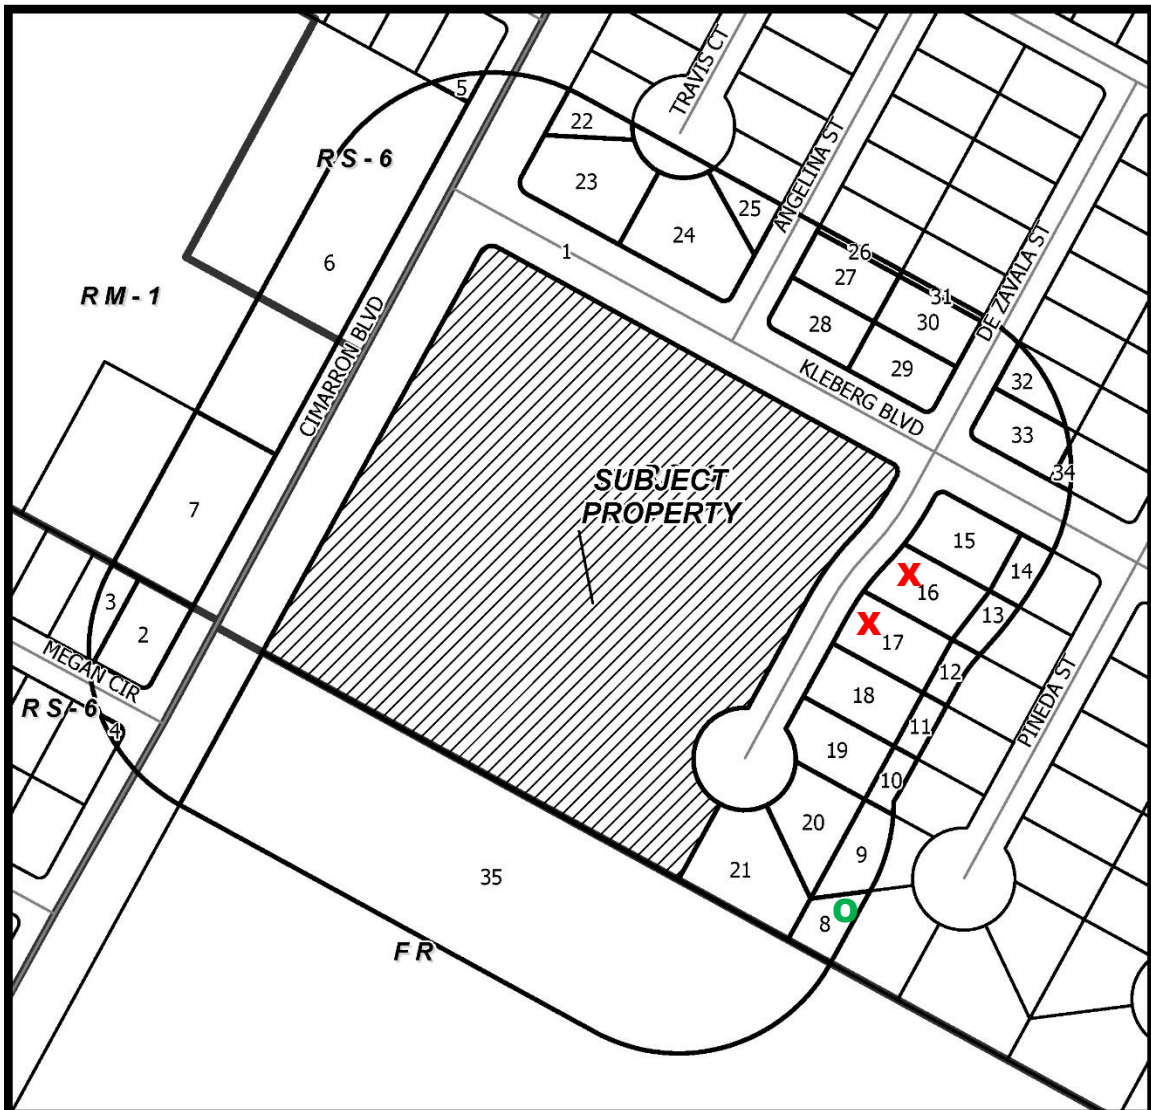 TRAVIS CT
5
22
ANGELINA ST
RS-6
23
25
24
1
26
DE ZAVALA ST
6
27
RM-1
31
30
28
CIMARRON BLVD
29
KLEBERG BLVD
32
33
SUBJECT
PROPERTY
34
7
15
14
X
16
3
13
X
2
17
MEGAN CIR
12
18
PINEDA ST
RS-6
11
4
19
10
20
9
21
35
O
8
FR